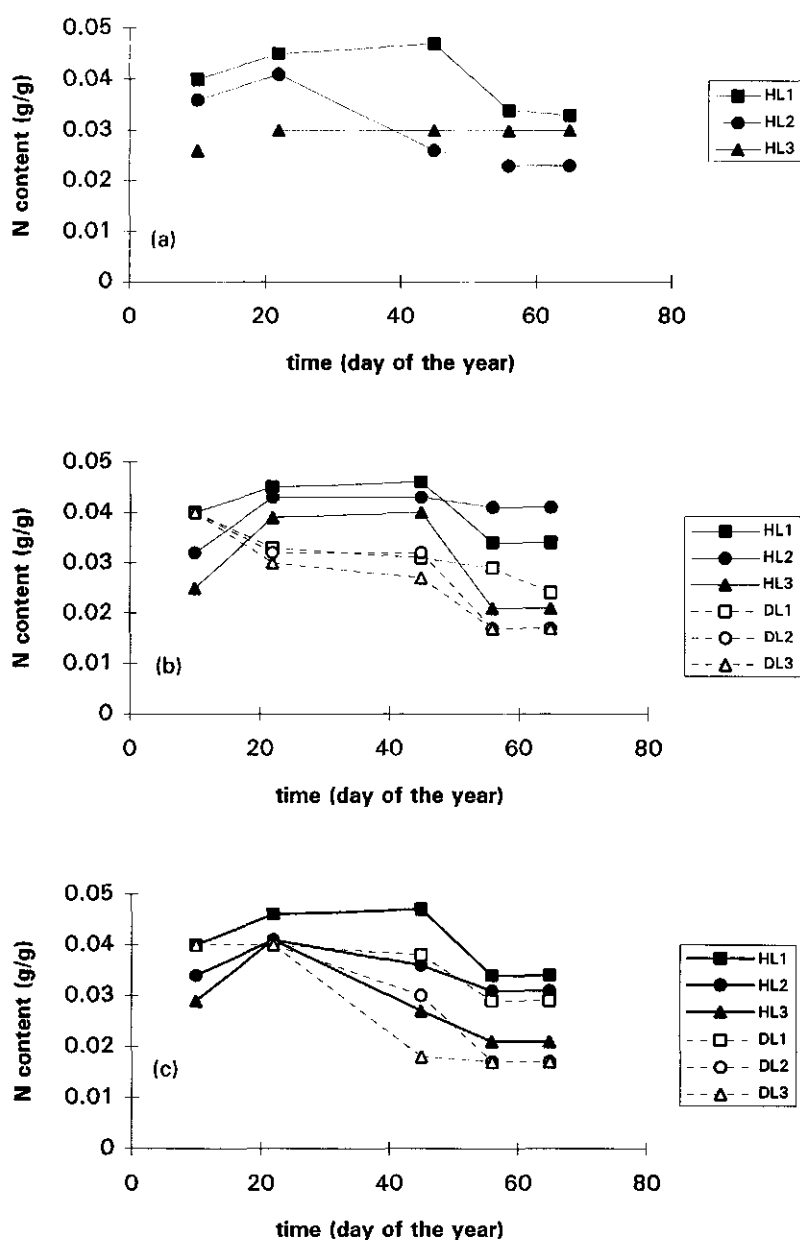 0.05
0.04
0.03
0.02
0.01
0
N content (g/g)
(a)
0 20 40 60 80
time (day of the year)
HL1
HL2
HL3
0.05
0.04
0.03
0.02
0.01
0
N content (g/g)
(b)
0 20 40 60 80
time (day of the year)
HL1
HL2
HL3
DL1
DL2
DL3
0.05
0.04
0.03
0.02
0.01
0
N content (g/g)
(c)
0 20 40 60 80
time (day of the year)
HL1
HL2
HL3
DL1
DL2
DL3